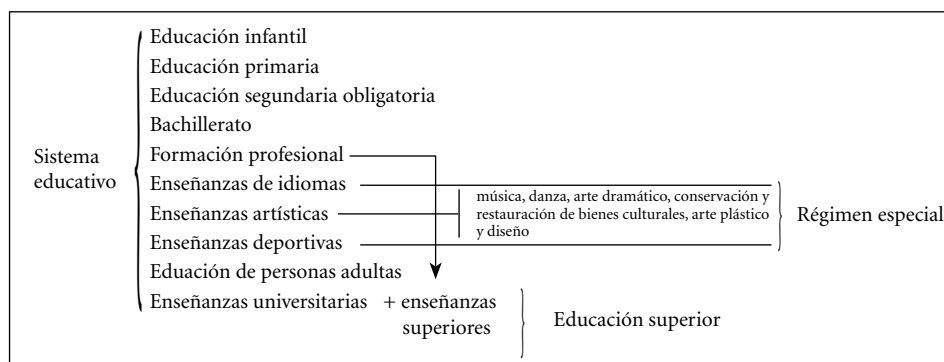 Educación infantil
Educación primaria
Educación segundaria obligatoria
Bachillerato
Sistema
educativo
Formación profesional
Enseñanzas de idiomas
Enseñanzas artísticas
música, danza, arte dramático, conservación y
restauración de bienes culturales, arte plástico
y diseño
Régimen especial
Enseñanzas deportivas
Eduación de personas adultas
Enseñanzas universitarias + enseñanzas
superiores
Educación superior